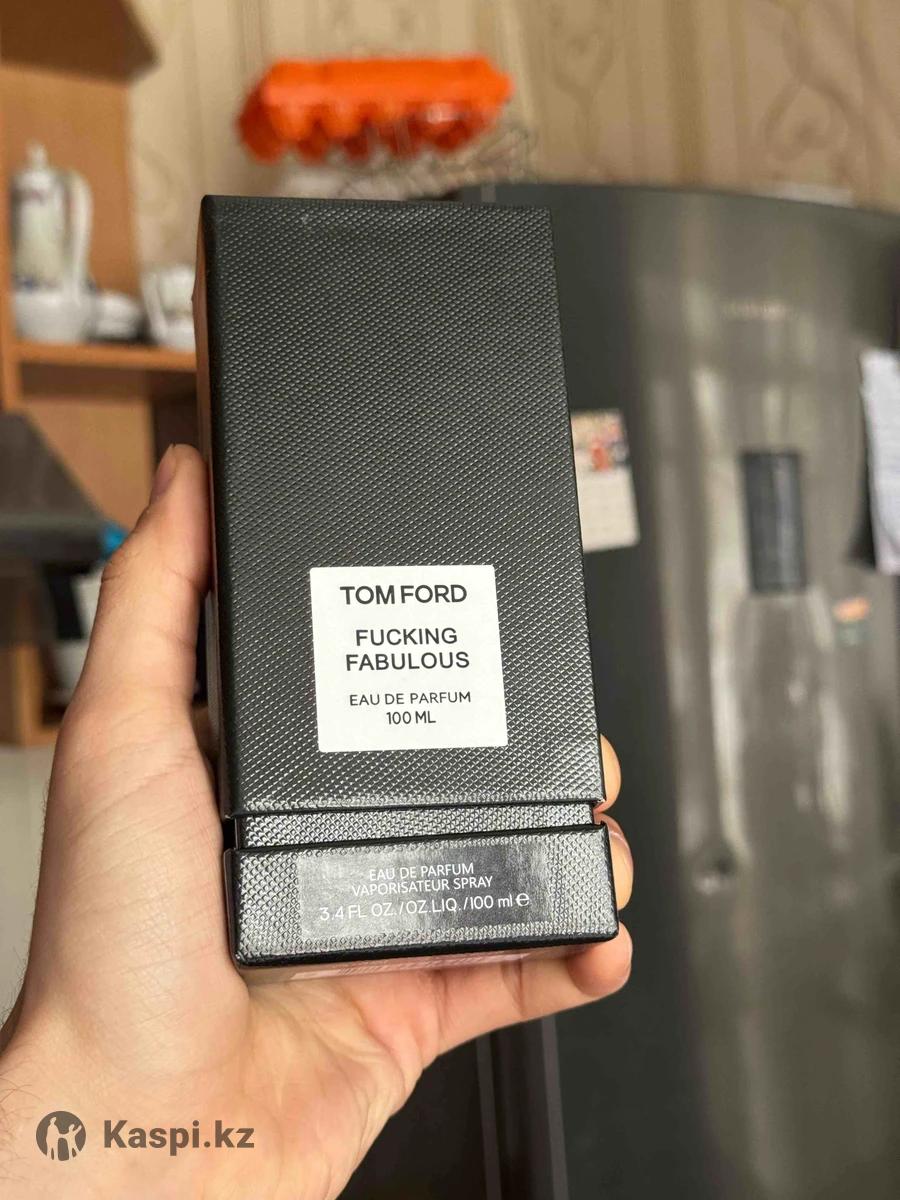 TOM FORD
FUCKING
FABULOUS
EAU DE PARFUM
100 ML
EAU DE PARFUM
VAPORISATEUR SPRAY
3.4 FL OZ./OZ.LIQ./100 ml ℮
Kaspi.kz